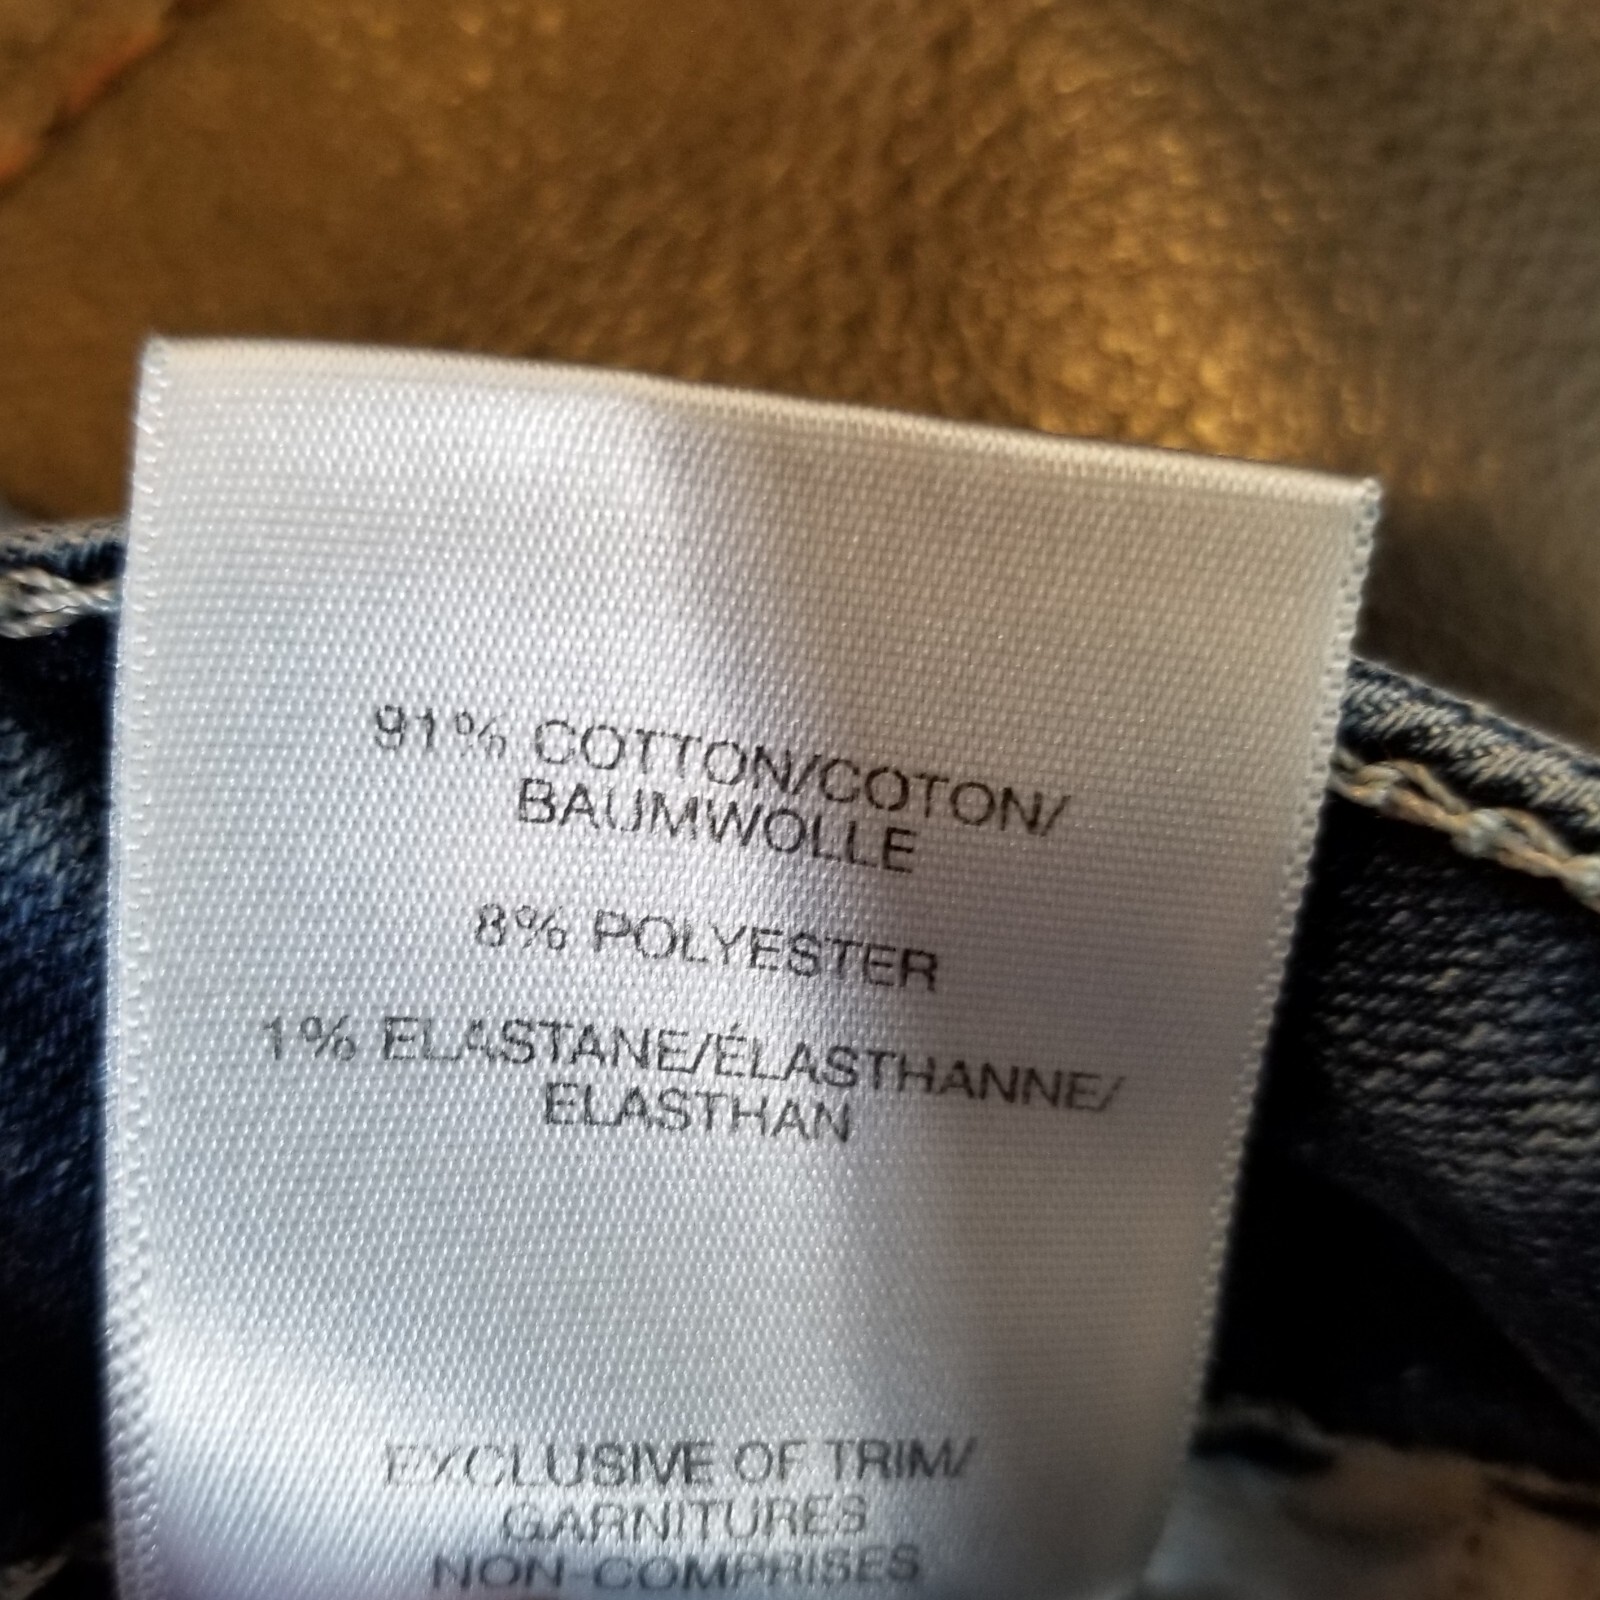 91% COTTON/COTON/
BAUMWOLLE
8% POLYESTER
1% ELASTANE/ÉLASTHANNE/
ELASTHAN
EXCLUSIVE OF TRIM/
GARNITURES
NON-COMPRISES